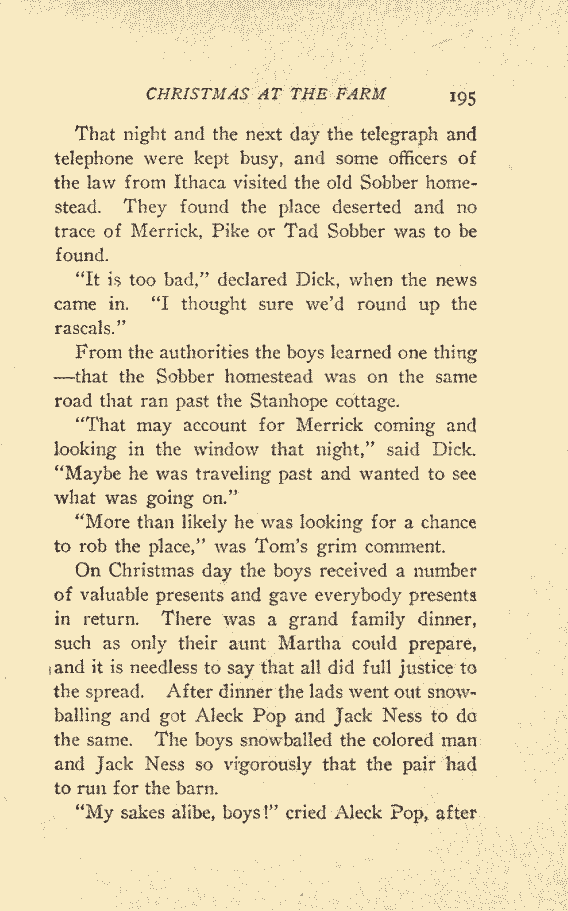 CHRISTMAS AT THE FARM 195
That night and the next day the telegraph and
telephone were kept busy, and some officers of
the law from Ithaca visited the old Sobber home-
stead. They found the place deserted and no
trace of Merrick, Pike or Tad Sobber was to be
found.
"It is too bad," declared Dick, when the news
came in. "I thought sure we'd round up the
rascals."
From the authorities the boys learned one thing
—that the Sobber homestead was on the same
road that ran past the Stanhope cottage.
"That may account for Merrick coming and
looking in the window that night," said Dick.
"Maybe he was traveling past and wanted to see
what was going on."
"More than likely he was looking for a chance
to rob the place," was Tom's grim comment.
On Christmas day the boys received a number
of valuable presents and gave everybody presents
in return. There was a grand family dinner,
such as only their aunt Martha could prepare,
and it is needless to say that all did full justice to
the spread. After dinner the lads went out snow-
balling and got Aleck Pop and Jack Ness to do
the same. The boys snowballed the colored man
and Jack Ness so vigorously that the pair had
to run for the barn.
"My sakes alibe, boys!" cried Aleck Pop, after